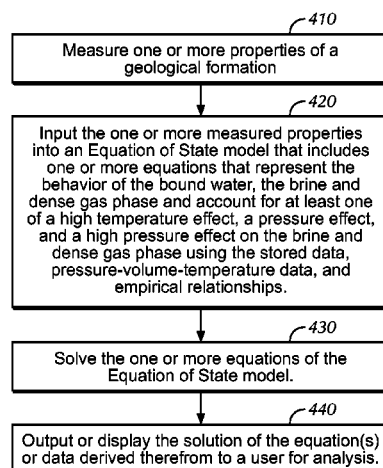 410
Measure one or more properties of a
geological formation
420
Input the one or more measured properties
into an Equation of State model that includes
one or more equations that represent the
behavior of the bound water, the brine and
dense gas phase and account for at least one
of a high temperature effect, a pressure effect,
and a high pressure effect on the brine and
dense gas phase using the stored data,
pressure-volume-temperature data, and
empirical relationships.
430
Solve the one or more equations of the
Equation of State model.
440
Output or display the solution of the equation(s)
or data derived therefrom to a user for analysis.